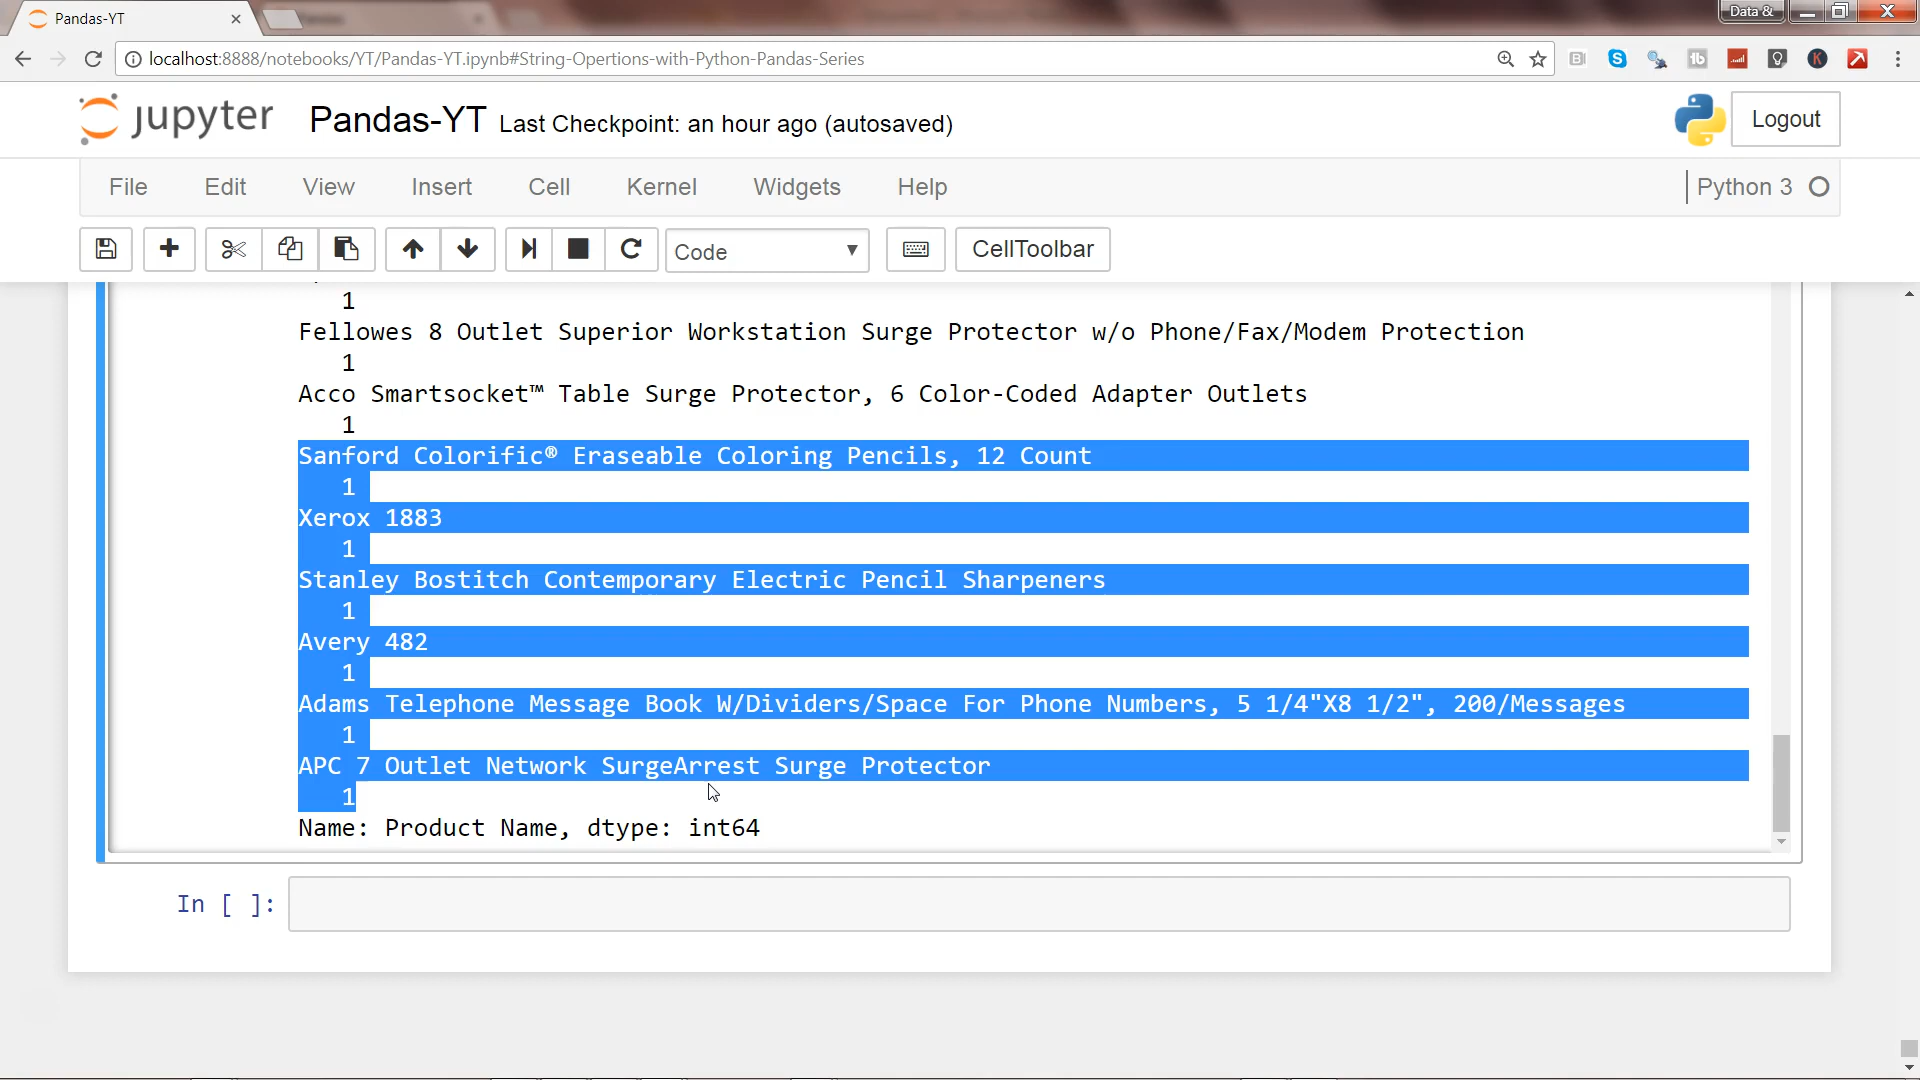 Pandas-YT
Data &
localhost:8888/notebooks/YT/Pandas-YT.ipynb#String-Opertions-with-Python-Pandas-Series
jupyter Pandas-YT Last Checkpoint: an hour ago (autosaved)
Logout
File Edit View Insert Cell Kernel Widgets Help Python 3
Code CellToolbar
1
Fellowes 8 Outlet Superior Workstation Surge Protector w/o Phone/Fax/Modem Protection
1
Acco Smartsocket™ Table Surge Protector, 6 Color-Coded Adapter Outlets
1
Sanford Colorific® Eraseable Coloring Pencils, 12 Count
1
Xerox 1883
1
Stanley Bostitch Contemporary Electric Pencil Sharpeners
1
Avery 482
1
Adams Telephone Message Book W/Dividers/Space For Phone Numbers, 5 1/4"X8 1/2", 200/Messages
1
APC 7 Outlet Network SurgeArrest Surge Protector
1
Name: Product Name, dtype: int64
In [ ]: